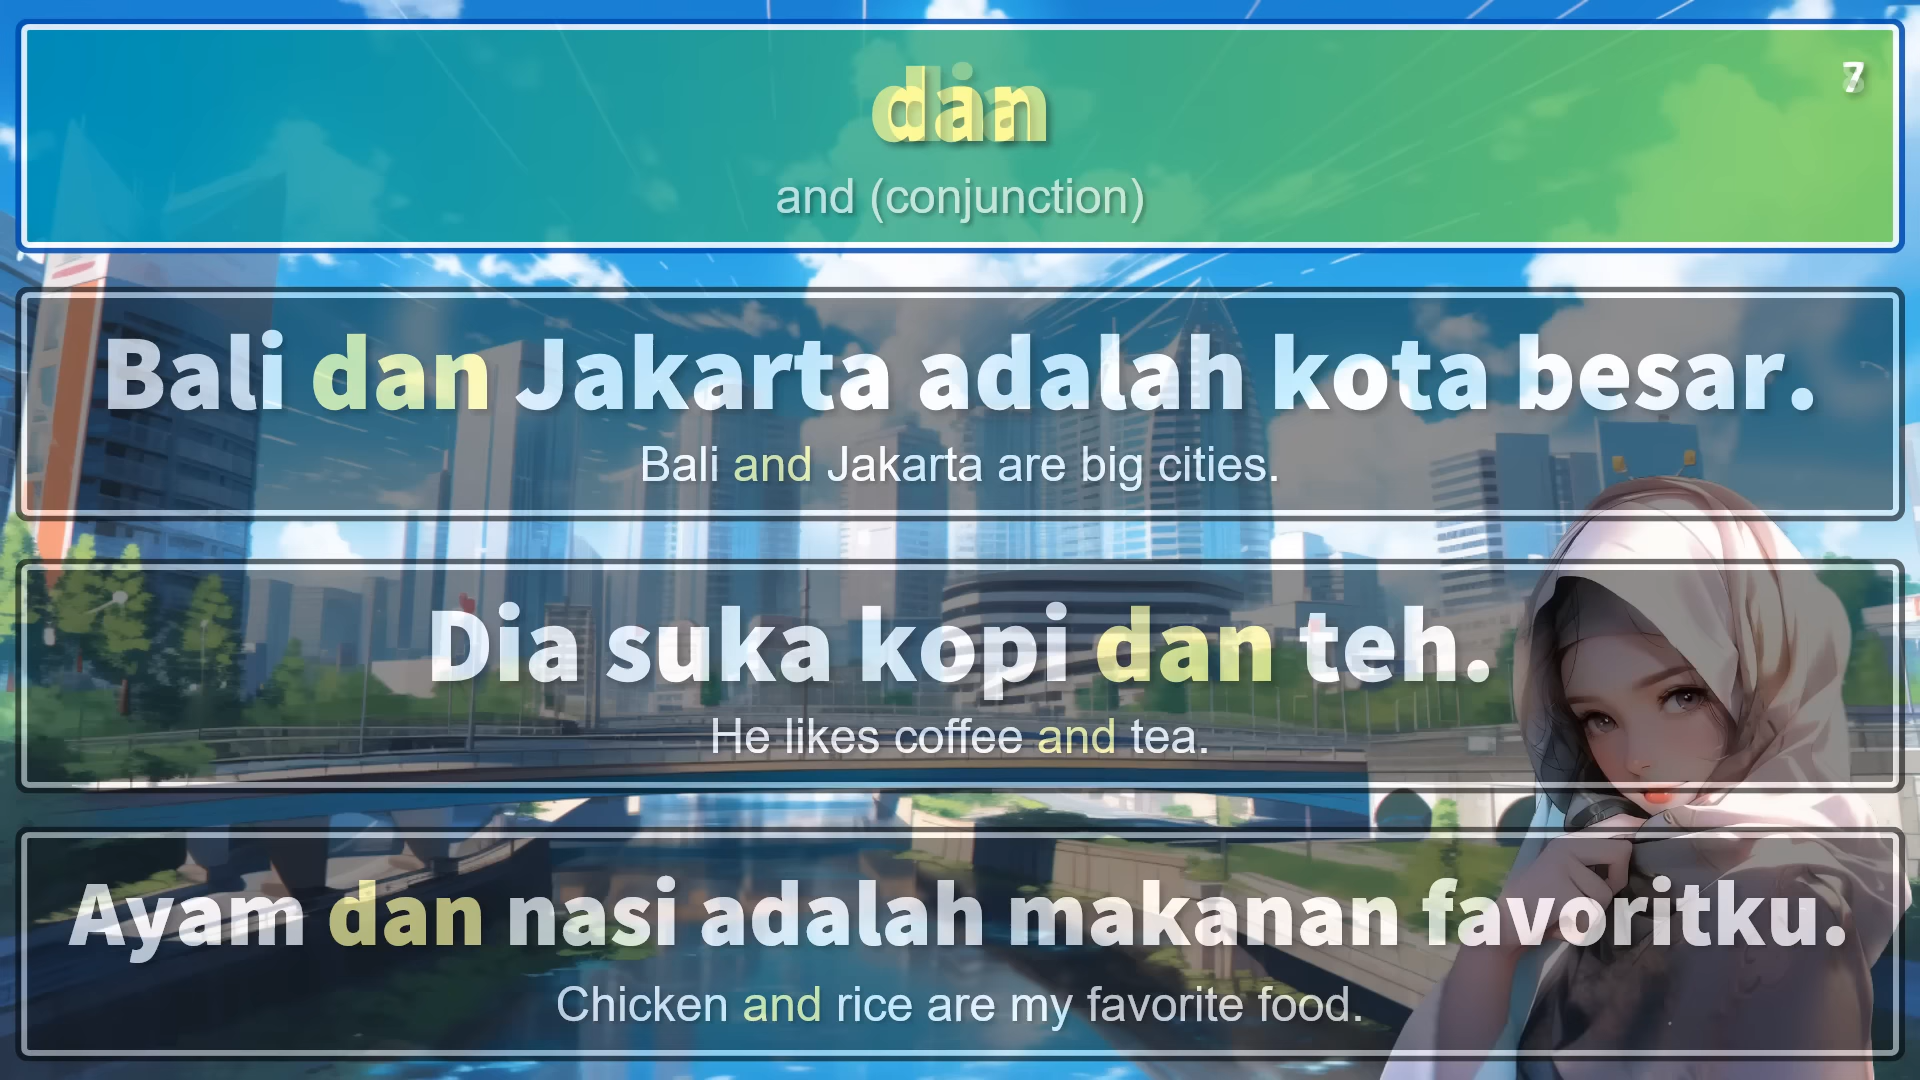 dan
and (conjunction)
Bali dan Jakarta adalah kota besar.
Bali and Jakarta are big cities.
Dia suka kopi dan teh.
He likes coffee and tea.
Ayam dan nasi adalah makanan favoritku.
Chicken and rice are my favorite food.